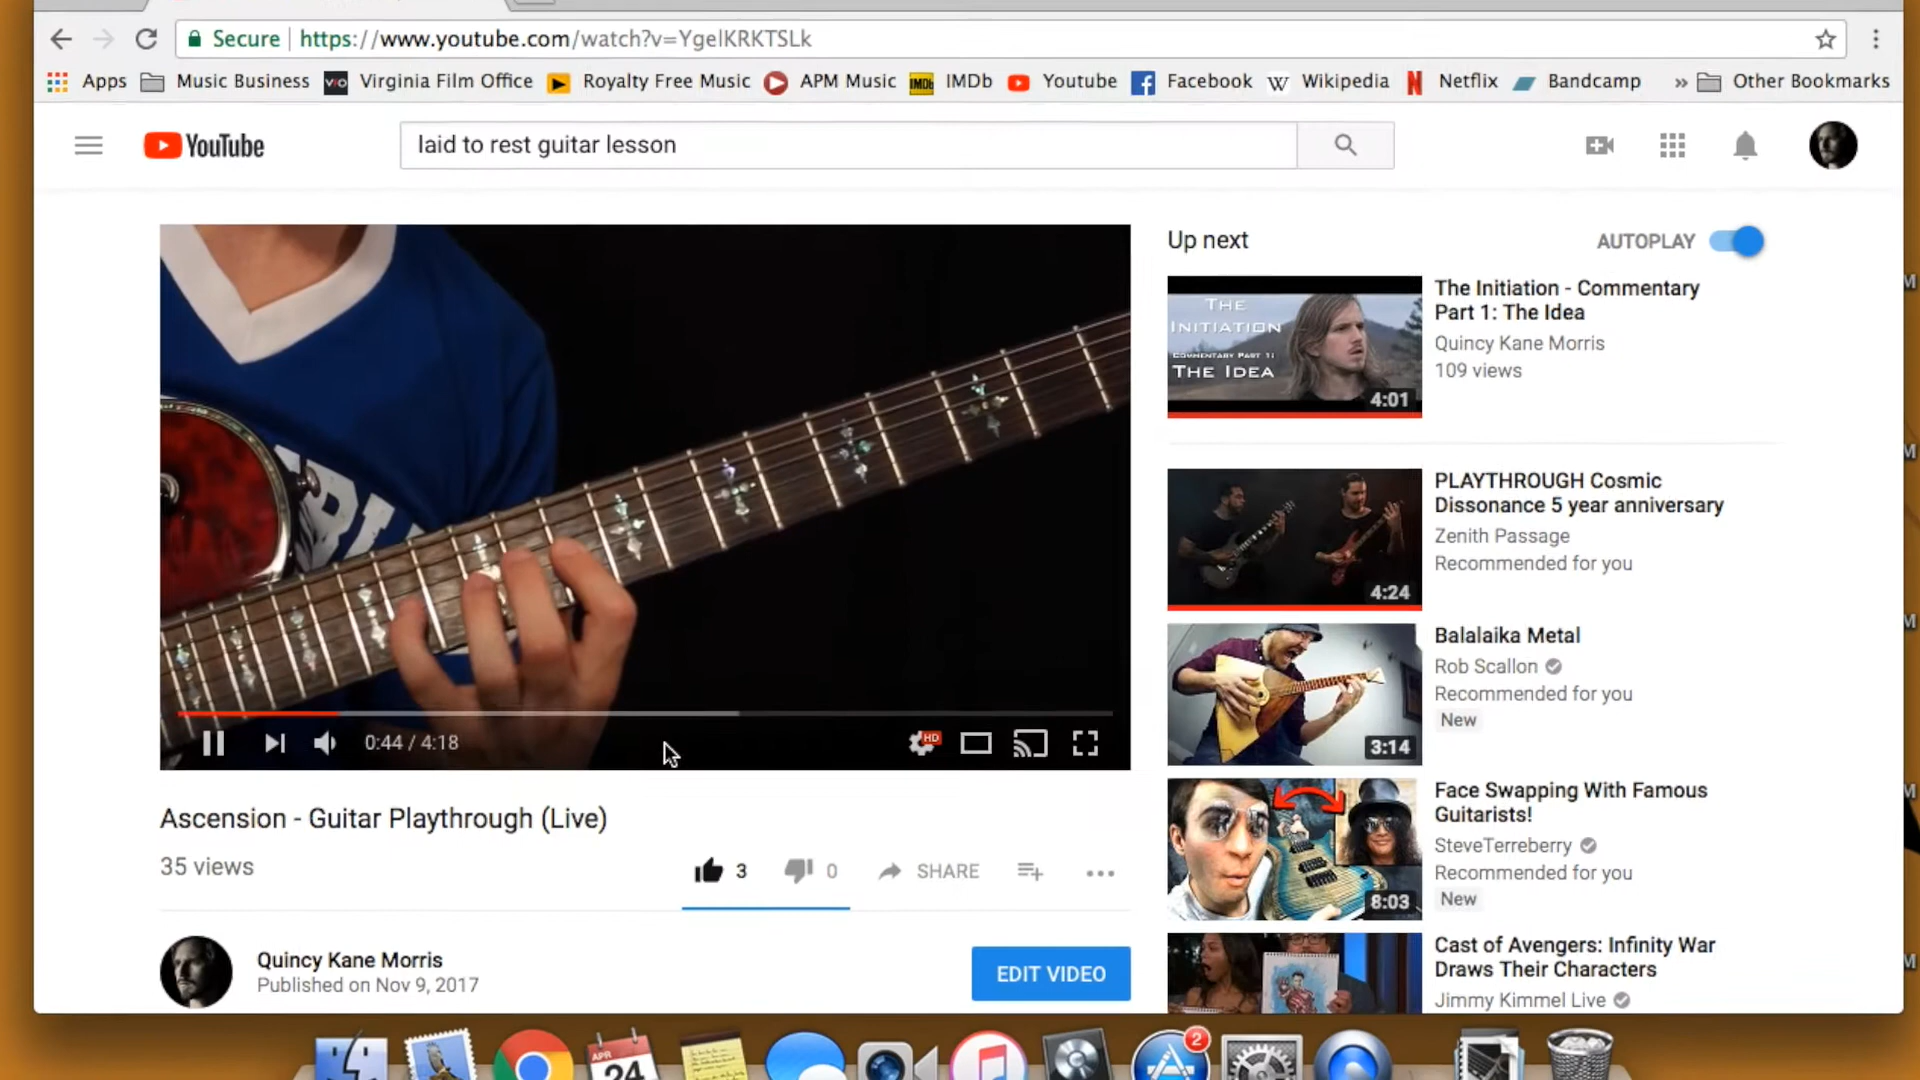 Secure https://www.youtube.com/watch?v=YgelKRKTSLk
Apps Music Business Virginia Film Office Royalty Free Music APM Music IMDb Youtube Facebook Wikipedia Netflix Bandcamp » Other Bookmarks
YouTube
laid to rest guitar lesson
0:44 / 4:18
HD
Ascension - Guitar Playthrough (Live)
35 views
3
0
SHARE
Quincy Kane Morris
Published on Nov 9, 2017
EDIT VIDEO
Up next
AUTOPLAY
THE
INITIATION
COMMENTARY PART 1:
THE IDEA
4:01
The Initiation - Commentary
Part 1: The Idea
Quincy Kane Morris
109 views
4:24
PLAYTHROUGH Cosmic
Dissonance 5 year anniversary
Zenith Passage
Recommended for you
3:14
Balalaika Metal
Rob Scallon
Recommended for you
New
8:03
Face Swapping With Famous
Guitarists!
SteveTerreberry
Recommended for you
New
Cast of Avengers: Infinity War
Draws Their Characters
Jimmy Kimmel Live
APR
24
2